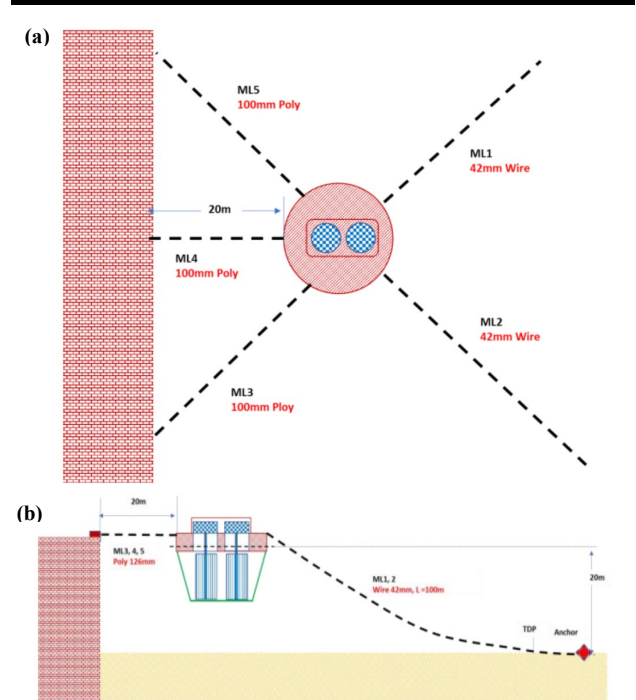 (a)
ML5
100mm Poly
ML1
42mm Wire
20m
ML4
100mm Poly
ML2
42mm Wire
ML3
100mm Ploy
(b)
20m
ML3, 4, 5
Poly 126mm
ML1, 2
Wire 42mm, L =100m
20m
TDP
Anchor